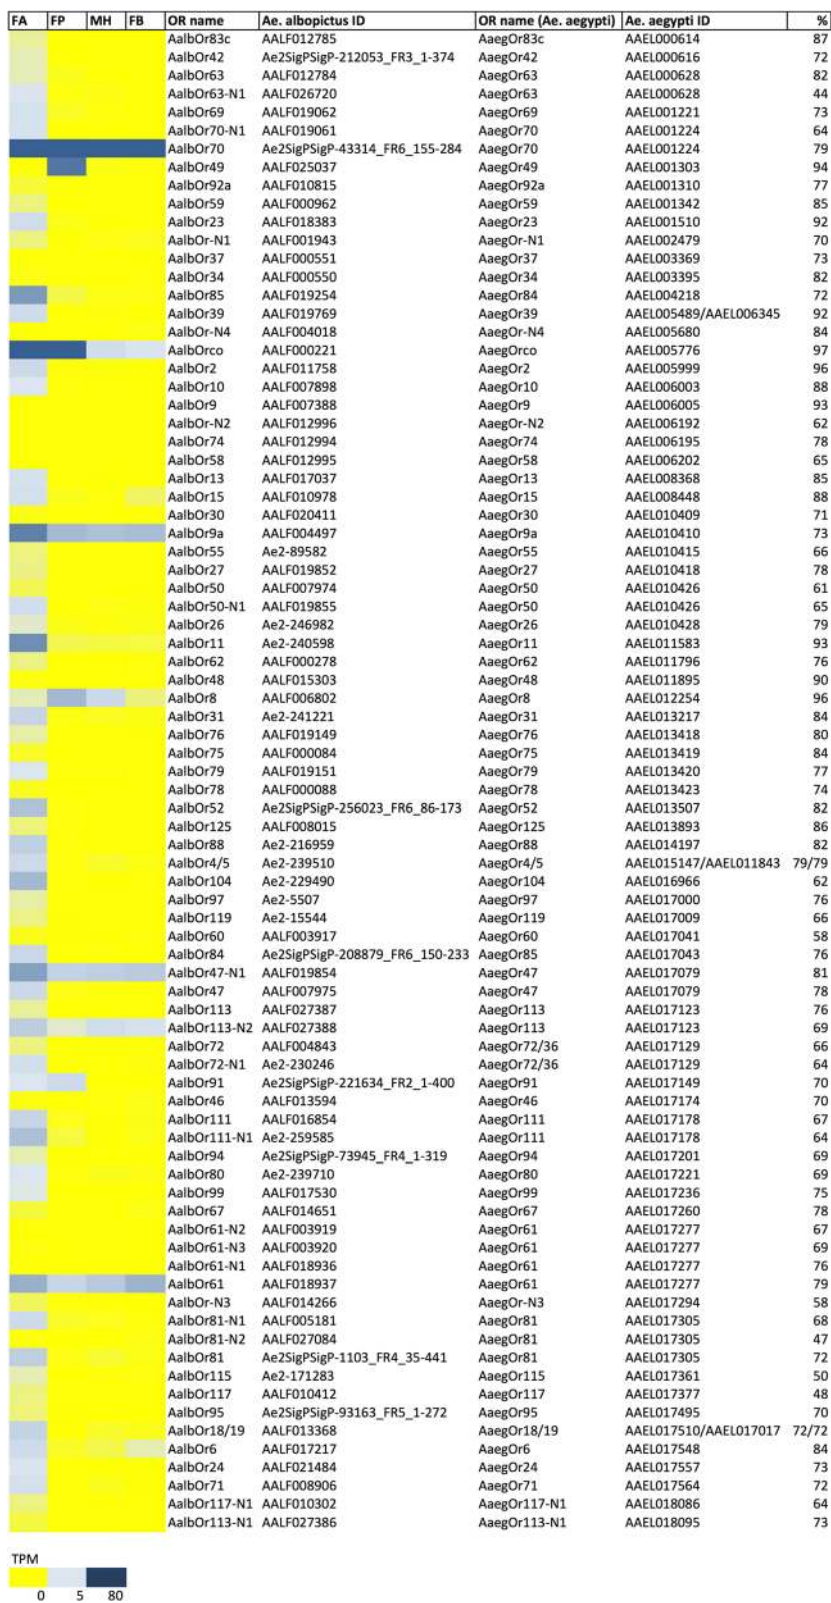 FA FP MH FB OR name Ae. albopictus ID OR name (Ae. aegypti) Ae. aegypti ID %
AalbOr83c AALF012785 AaegOr83c AAEL000614 87
AalbOr42 Ae2SigPSigP-212053_FR3_1-374 AaegOr42 AAEL000616 72
AalbOr63 AALF012784 AaegOr63 AAEL000628 82
AalbOr63-N1 AALF026720 AaegOr63 AAEL000628 44
AalbOr69 AALF019062 AaegOr69 AAEL001221 73
AalbOr70-N1 AALF019061 AaegOr70 AAEL001224 64
AalbOr70 Ae2SigPSigP-43314_FR6_155-284 AaegOr70 AAEL001224 79
AalbOr49 AALF025037 AaegOr49 AAEL001303 94
AalbOr92a AALF010815 AaegOr92a AAEL001310 77
AalbOr59 AALF000962 AaegOr59 AAEL001342 85
AalbOr23 AALF018383 AaegOr23 AAEL001510 92
AalbOr-N1 AALF001943 AaegOr-N1 AAEL002479 70
AalbOr37 AALF000551 AaegOr37 AAEL003369 73
AalbOr34 AALF000550 AaegOr34 AAEL003395 82
AalbOr85 AALF019254 AaegOr84 AAEL004218 72
AalbOr39 AALF019769 AaegOr39 AAEL005489/AAEL006345 92
AalbOr-N4 AALF004018 AaegOr-N4 AAEL005680 84
AalbOrco AALF000221 AaegOrco AAEL005776 97
AalbOr2 AALF011758 AaegOr2 AAEL005999 96
AalbOr10 AALF007898 AaegOr10 AAEL006003 88
AalbOr9 AALF007388 AaegOr9 AAEL006005 93
AalbOr-N2 AALF012996 AaegOr-N2 AAEL006192 62
AalbOr74 AALF012994 AaegOr74 AAEL006195 78
AalbOr58 AALF012995 AaegOr58 AAEL006202 65
AalbOr13 AALF017037 AaegOr13 AAEL008368 85
AalbOr15 AALF010978 AaegOr15 AAEL008448 88
AalbOr30 AALF020411 AaegOr30 AAEL010409 71
AalbOr9a AALF004497 AaegOr9a AAEL010410 73
AalbOr55 Ae2-89582 AaegOr55 AAEL010415 66
AalbOr27 AALF019852 AaegOr27 AAEL010418 78
AalbOr50 AALF007974 AaegOr50 AAEL010426 61
AalbOr50-N1 AALF019855 AaegOr50 AAEL010426 65
AalbOr26 Ae2-246982 AaegOr26 AAEL010428 79
AalbOr11 Ae2-240598 AaegOr11 AAEL011583 93
AalbOr62 AALF000278 AaegOr62 AAEL011796 76
AalbOr48 AALF015303 AaegOr48 AAEL011895 90
AalbOr8 AALF006802 AaegOr8 AAEL012254 96
AalbOr31 Ae2-241221 AaegOr31 AAEL013217 84
AalbOr76 AALF019149 AaegOr76 AAEL013418 80
AalbOr75 AALF000084 AaegOr75 AAEL013419 84
AalbOr79 AALF019151 AaegOr79 AAEL013420 77
AalbOr78 AALF000088 AaegOr78 AAEL013423 74
AalbOr52 Ae2SigPSigP-256023_FR6_86-173 AaegOr52 AAEL013507 82
AalbOr125 AALF008015 AaegOr125 AAEL013893 86
AalbOr88 Ae2-216959 AaegOr88 AAEL014197 82
AalbOr4/5 Ae2-239510 AaegOr4/5 AAEL015147/AAEL011843 79/79
AalbOr104 Ae2-229490 AaegOr104 AAEL016966 62
AalbOr97 Ae2-5507 AaegOr97 AAEL017000 76
AalbOr119 Ae2-15544 AaegOr119 AAEL017009 66
AalbOr60 AALF003917 AaegOr60 AAEL017041 58
AalbOr84 Ae2SigPSigP-208879_FR6_150-233 AaegOr85 AAEL017043 76
AalbOr47-N1 AALF019854 AaegOr47 AAEL017079 81
AalbOr47 AALF007975 AaegOr47 AAEL017079 78
AalbOr113 AALF027387 AaegOr113 AAEL017123 76
AalbOr113-N2 AALF027388 AaegOr113 AAEL017123 69
AalbOr72 AALF004843 AaegOr72/36 AAEL017129 66
AalbOr72-N1 Ae2-230246 AaegOr72/36 AAEL017129 64
AalbOr91 Ae2SigPSigP-221634_FR2_1-400 AaegOr91 AAEL017149 70
AalbOr46 AALF013594 AaegOr46 AAEL017174 70
AalbOr111 AALF016854 AaegOr111 AAEL017178 67
AalbOr111-N1 Ae2-259585 AaegOr111 AAEL017178 64
AalbOr94 Ae2SigPSigP-73945_FR4_1-319 AaegOr94 AAEL017201 69
AalbOr80 Ae2-239710 AaegOr80 AAEL017221 69
AalbOr99 AALF017530 AaegOr99 AAEL017236 75
AalbOr67 AALF014651 AaegOr67 AAEL017260 78
AalbOr61-N2 AALF003919 AaegOr61 AAEL017277 67
AalbOr61-N3 AALF003920 AaegOr61 AAEL017277 69
AalbOr61-N1 AALF018936 AaegOr61 AAEL017277 76
AalbOr61 AALF018937 AaegOr61 AAEL017277 79
AalbOr-N3 AALF014266 AaegOr-N3 AAEL017294 58
AalbOr81-N1 AALF005181 AaegOr81 AAEL017305 68
AalbOr81-N2 AALF027084 AaegOr81 AAEL017305 47
AalbOr81 Ae2SigPSigP-1103_FR4_35-441 AaegOr81 AAEL017305 72
AalbOr115 Ae2-171283 AaegOr115 AAEL017361 50
AalbOr117 AALF010412 AaegOr117 AAEL017377 48
AalbOr95 Ae2SigPSigP-93163_FR5_1-272 AaegOr95 AAEL017495 70
AalbOr18/19 AALF013368 AaegOr18/19 AAEL017510/AAEL017017 72/72
AalbOr6 AALF017217 AaegOr6 AAEL017548 84
AalbOr24 AALF021484 AaegOr24 AAEL017557 73
AalbOr71 AALF008906 AaegOr71 AAEL017564 72
AalbOr117-N1 AALF010302 AaegOr117-N1 AAEL018086 64
AalbOr113-N1 AALF027386 AaegOr113-N1 AAEL018095 73
TPM
0 5 80